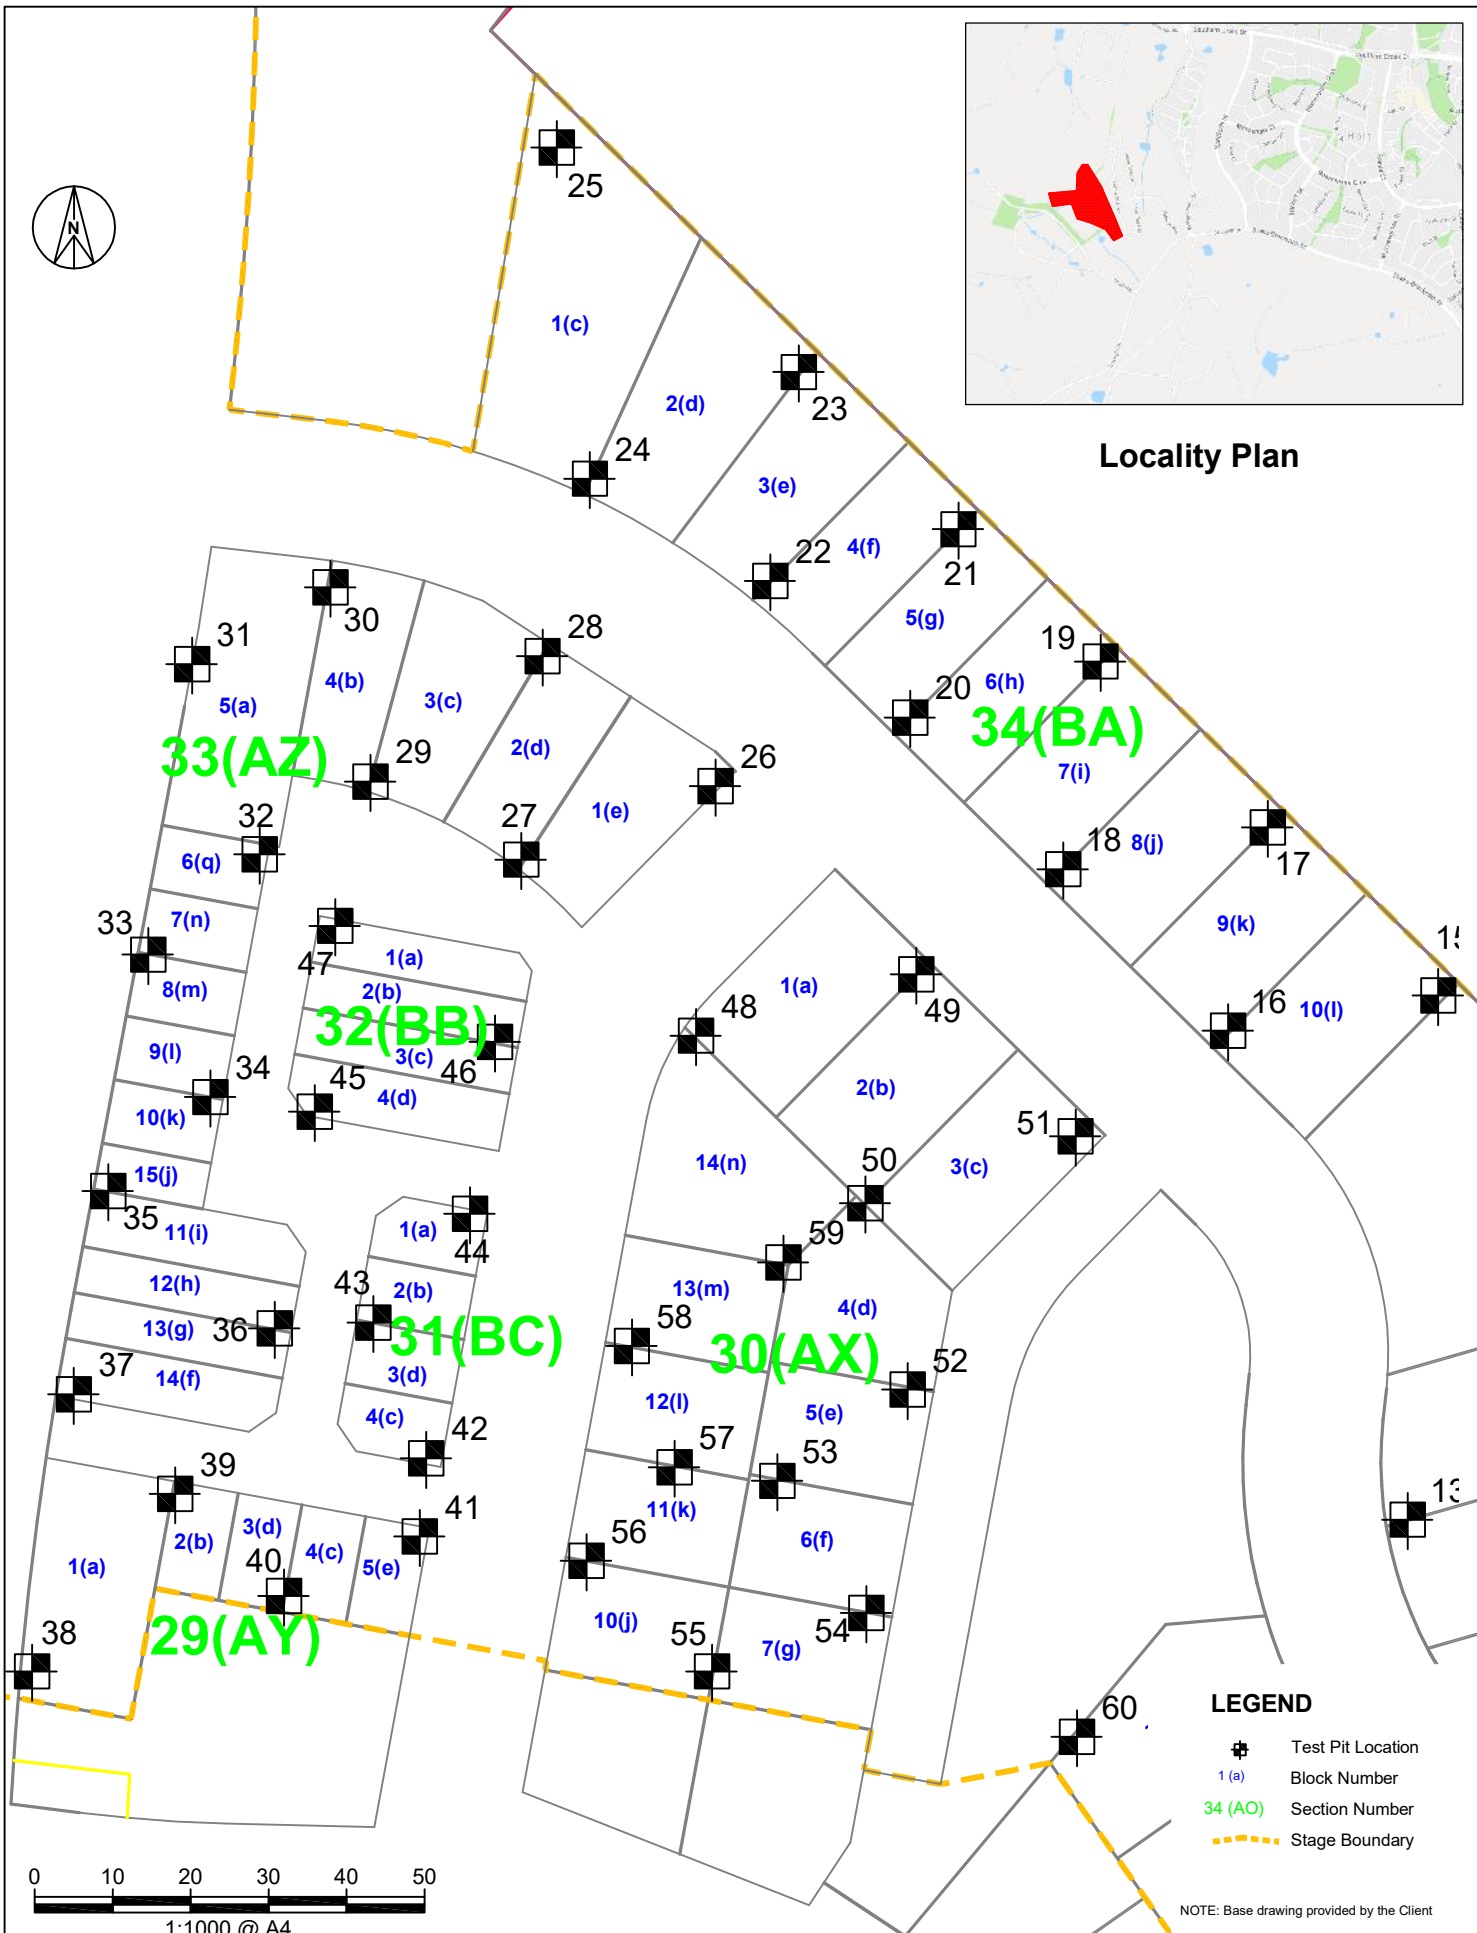 N
25
1(c)
Locality Plan
2(d)
23
24
3(e)
22
4(f)
21
5(g)
19
6(h)
20
34(BA)
7(i)
18
8(j)
17
9(k)
16
10(l)
31
30
28
5(a)
4(b)
3(c)
33(AZ)
2(d)
29
26
1(e)
27
32
6(q)
7(n)
33
8(m)
9(l)
34
10(k)
15(j)
35
11(i)
12(h)
13(g)
36
14(f)
37
47
1(a)
2(b)
32(BB)
3(c)
46
45
4(d)
1(a)
44
43
2(b)
31(BC)
3(d)
4(c)
42
48
1(a)
49
2(b)
51
3(c)
50
14(n)
59
13(m)
4(d)
58
30(AX)
52
12(l)
5(e)
57
53
11(k)
6(f)
56
10(j)
54
55
7(g)
39
41
2(b)
3(d)
4(c)
5(e)
40
1(a)
29(AY)
38
13
60
LEGEND
Test Pit Location
1 (a) Block Number
34 (AO) Section Number
Stage Boundary
0 10 20 30 40 50
1:1000 @ A4
NOTE: Base drawing provided by the Client